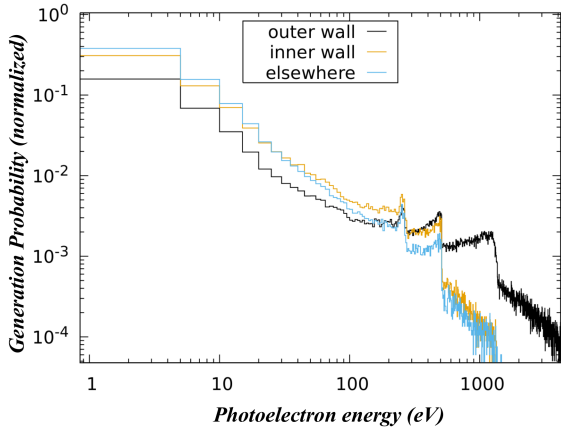 10^0
10^-1
10^-2
10^-3
10^-4
Generation Probability (normalized)
outer wall
inner wall
elsewhere
1 10 100 1000
Photoelectron energy (eV)